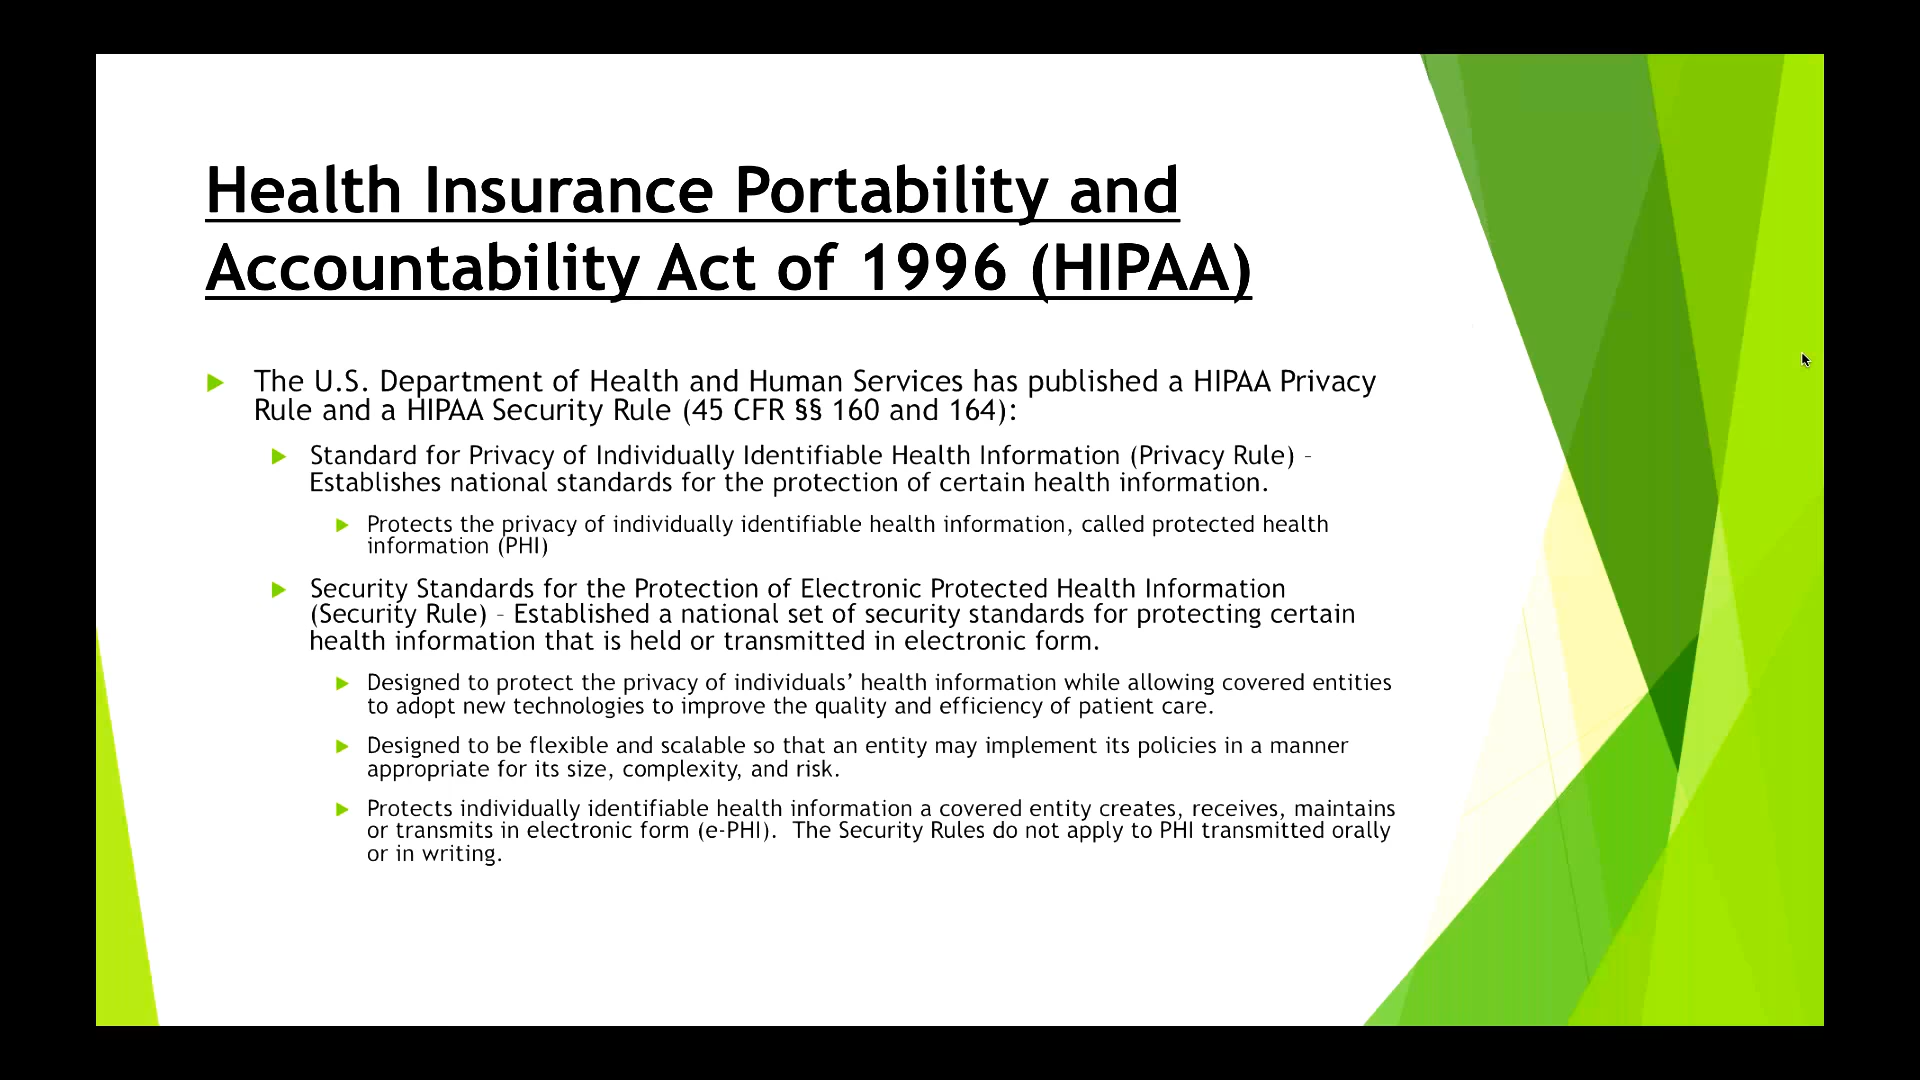 Health Insurance Portability and
Accountability Act of 1996 (HIPAA)
The U.S. Department of Health and Human Services has published a HIPAA Privacy
Rule and a HIPAA Security Rule (45 CFR §§ 160 and 164):
Standard for Privacy of Individually Identifiable Health Information (Privacy Rule) –
Establishes national standards for the protection of certain health information.
Protects the privacy of individually identifiable health information, called protected health
information (PHI)
Security Standards for the Protection of Electronic Protected Health Information
(Security Rule) – Established a national set of security standards for protecting certain
health information that is held or transmitted in electronic form.
Designed to protect the privacy of individuals’ health information while allowing covered entities
to adopt new technologies to improve the quality and efficiency of patient care.
Designed to be flexible and scalable so that an entity may implement its policies in a manner
appropriate for its size, complexity, and risk.
Protects individually identifiable health information a covered entity creates, receives, maintains
or transmits in electronic form (e-PHI).  The Security Rules do not apply to PHI transmitted orally
or in writing.